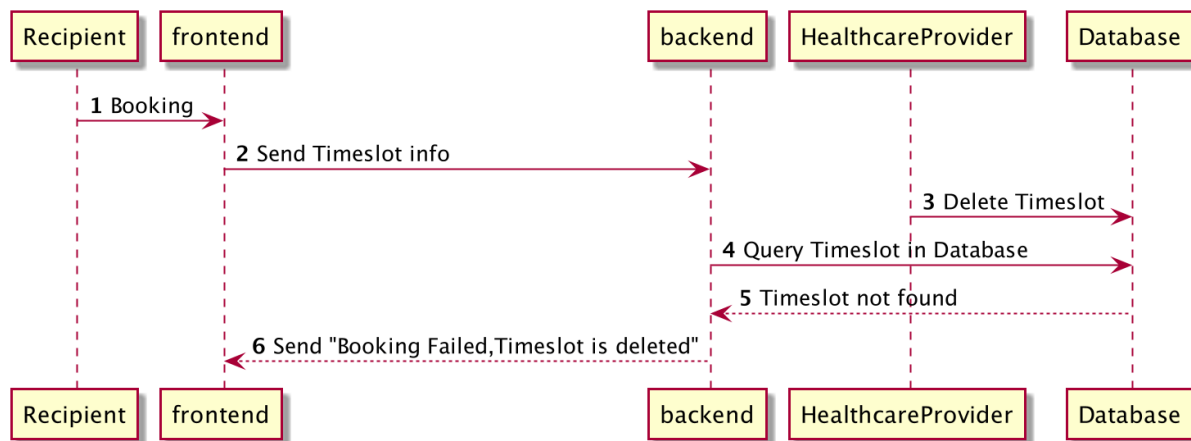 Recipient frontend backend HealthcareProvider Database
1 Booking
2 Send Timeslot info
3 Delete Timeslot
4 Query Timeslot in Database
5 Timeslot not found
6 Send "Booking Failed,Timeslot is deleted"
Recipient frontend backend HealthcareProvider Database